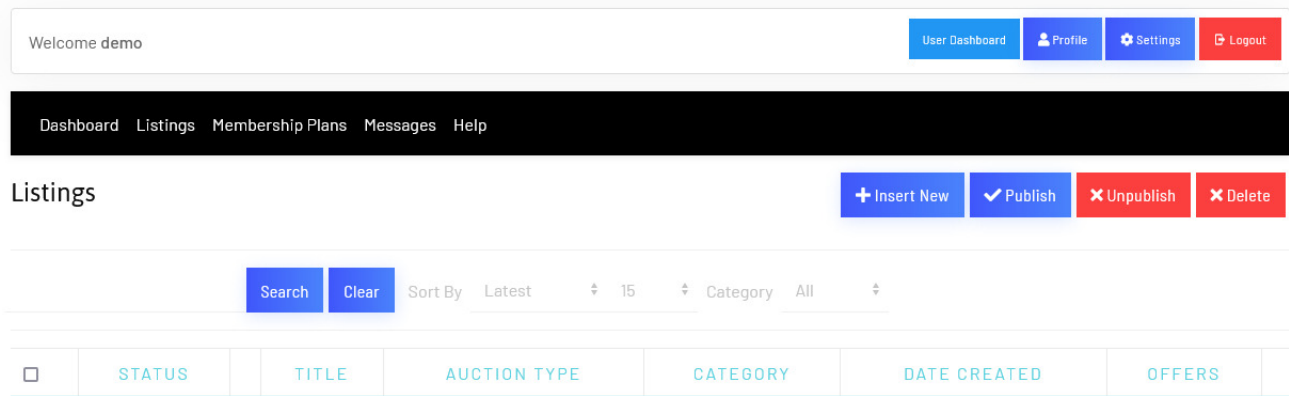 Welcome demo
User Dashboard Profile Settings Logout
Dashboard Listings Membership Plans Messages Help
Listings
Insert New Publish Unpublish Delete
Search Clear Sort By Latest 15 Category All
STATUS TITLE AUCTION TYPE CATEGORY DATE CREATED OFFERS